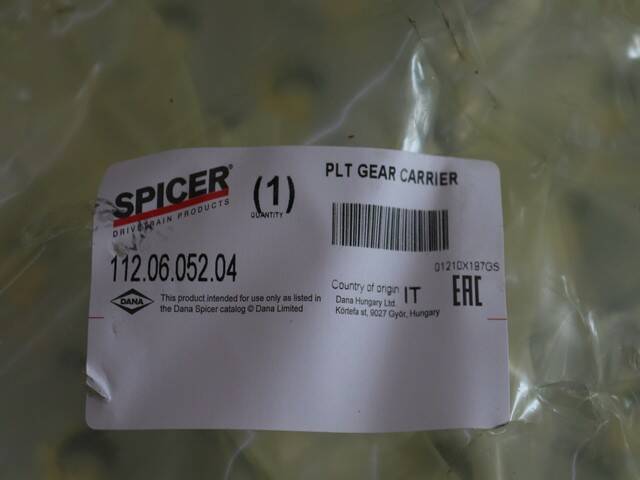 SPICER®
DRIVETRAIN PRODUCTS
(1)
QUANTITY
PLT GEAR CARRIER
112.06.052.04
01210X197GS
DANA
This product intended for use only as listed in
the Dana Spicer catalog © Dana Limited
Country of origin IT
Dana Hungary Ltd.
Körtefa st, 9027 Györ, Hungary
EAC